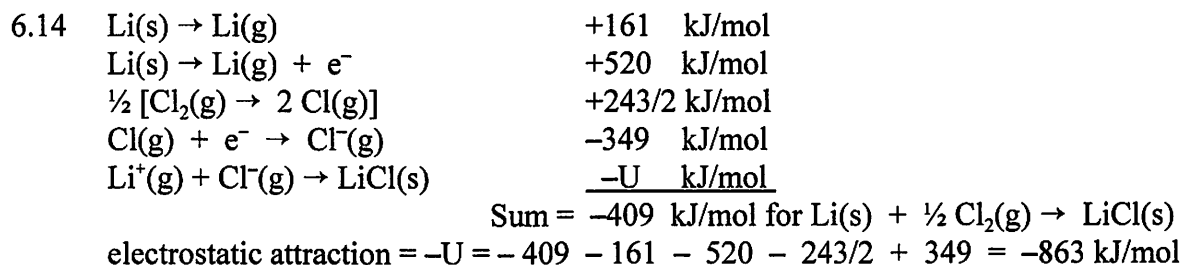 6.14 Li(s) → Li(g) +161 kJ/mol
Li(s) → Li(g) + e⁻ +520 kJ/mol
½ [Cl₂(g) → 2 Cl(g)] +243/2 kJ/mol
Cl(g) + e⁻ → Cl⁻(g) –349 kJ/mol
Li⁺(g) + Cl⁻(g) → LiCl(s) –U kJ/mol
Sum = –409 kJ/mol for Li(s) + ½ Cl₂(g) → LiCl(s)
electrostatic attraction = –U = – 409 – 161 – 520 – 243/2 + 349 = –863 kJ/mol